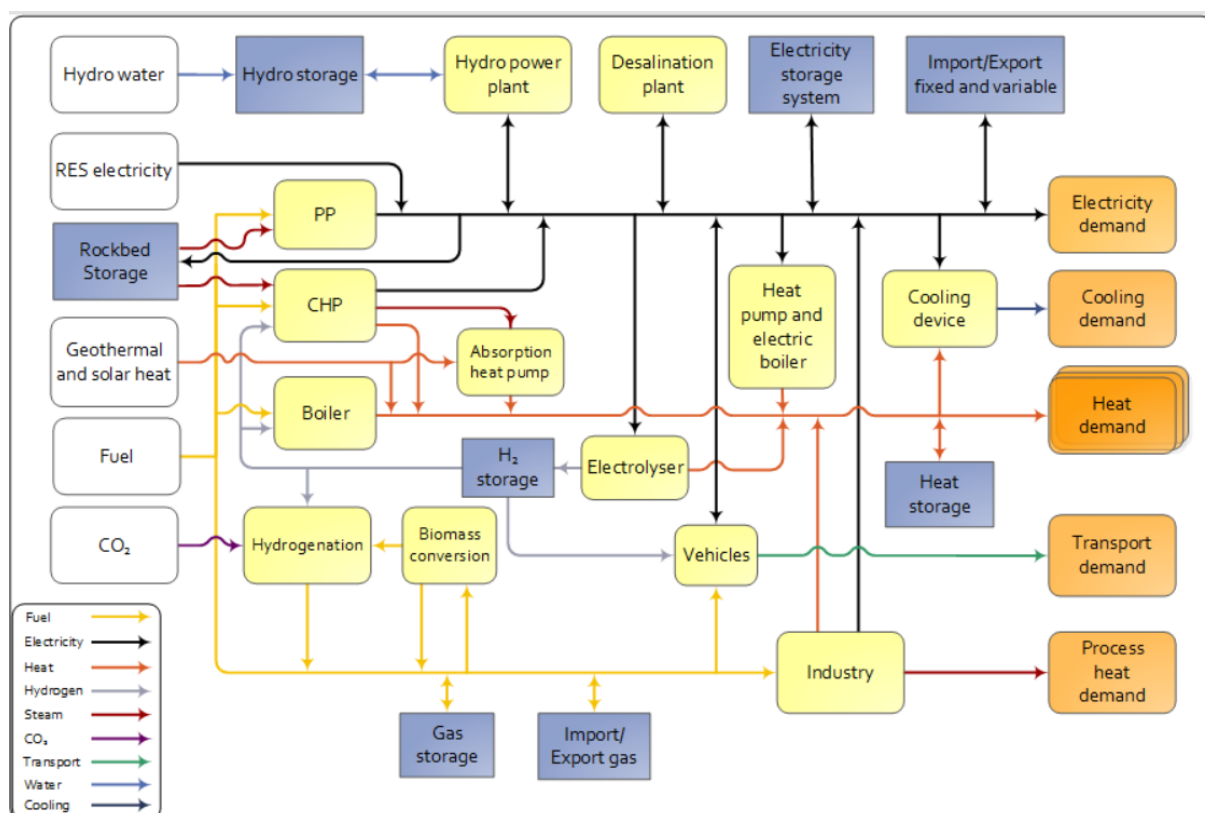 Hydro water
Hydro storage
Hydro power
plant
Desalination
plant
Electricity
storage
system
Import/Export
fixed and variable
RES electricity
PP
Electricity
demand
Rockbed
Storage
CHP
Heat
pump and
electric
boiler
Cooling
device
Cooling
demand
Geothermal
and solar heat
Absorption
heat pump
Boiler
Heat
demand
Fuel
H₂
storage
Electrolyser
Heat
storage
CO₂
Hydrogenation
Biomass
conversion
Vehicles
Transport
demand
Fuel
Electricity
Heat
Hydrogen
Steam
CO₂
Transport
Water
Cooling
Industry
Process
heat
demand
Gas
storage
Import/
Export gas